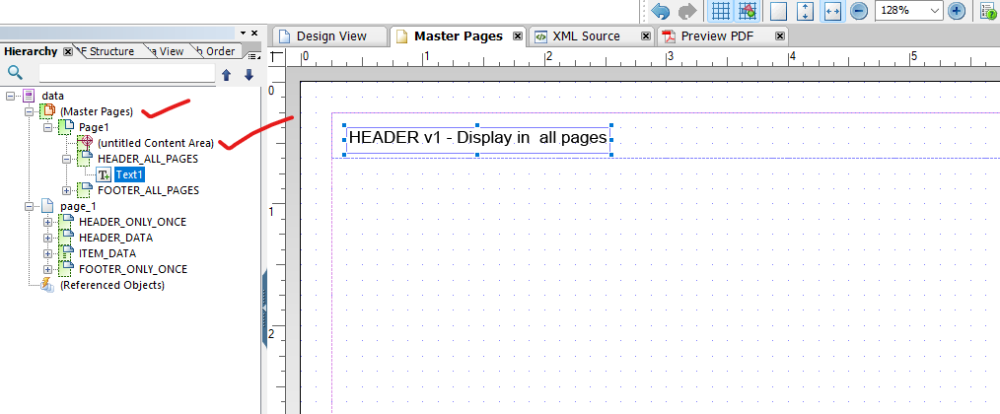 128%
Hierarchy
F Structure
a View
b Order
Design View
Master Pages
XML Source
Preview PDF
0 1 2 3 4 5
0
1
2
data
(Master Pages)
Page1
(untitled Content Area)
HEADER_ALL_PAGES
Text1
FOOTER_ALL_PAGES
page_1
HEADER_ONLY_ONCE
HEADER_DATA
ITEM_DATA
FOOTER_ONLY_ONCE
(Referenced Objects)
HEADER v1 - Display in all pages